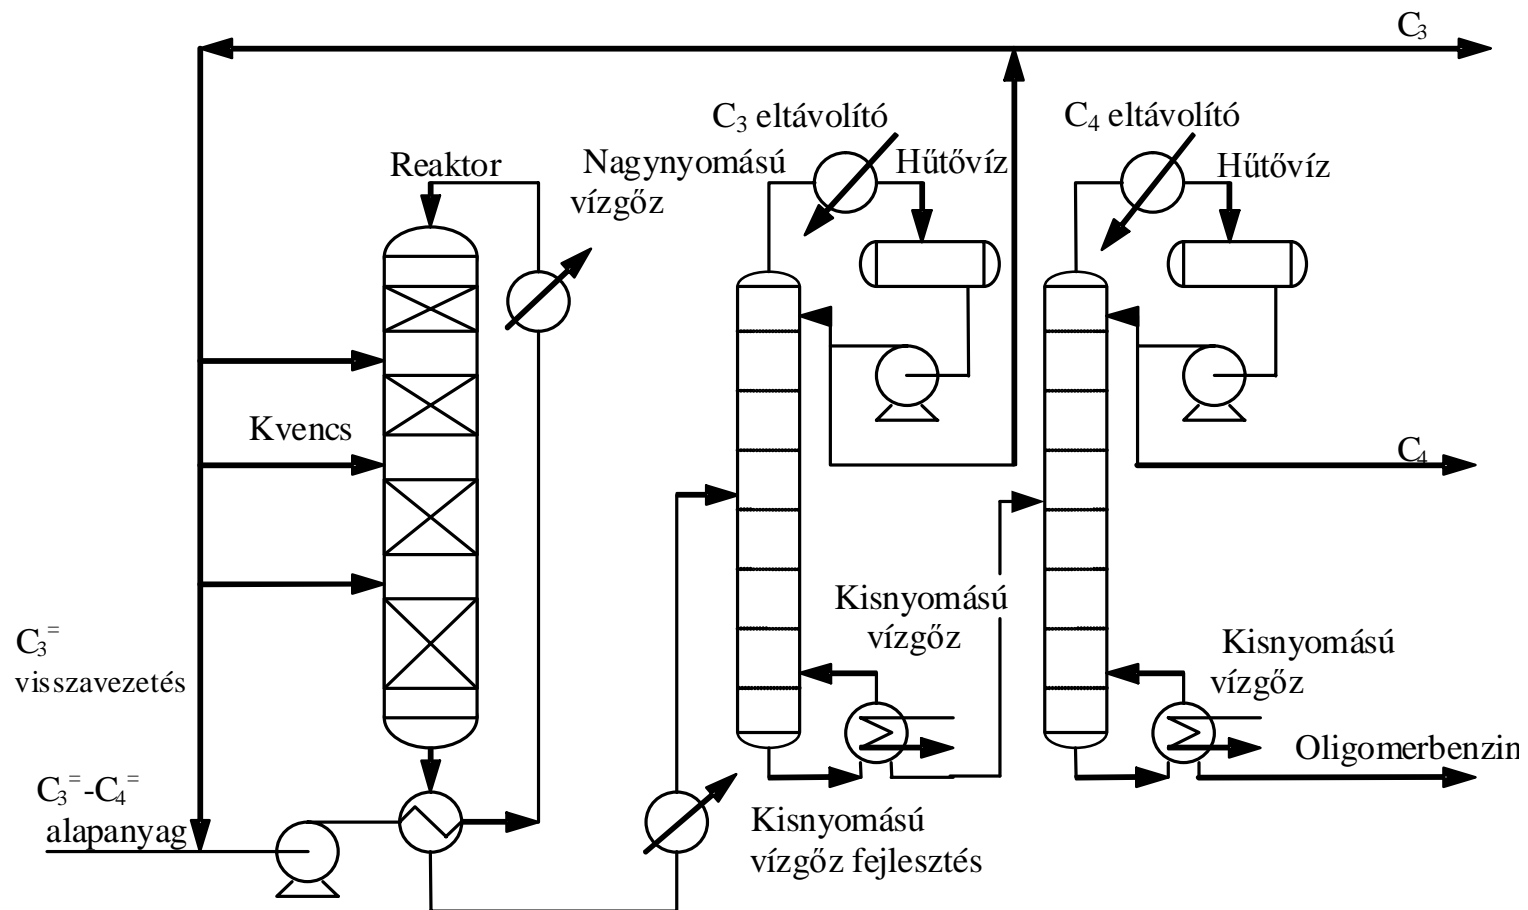 C₃
C₃ eltávolító
C₄ eltávolító
Reaktor
Nagynyomású
vízgőz
Hűtővíz
Hűtővíz
Kvencs
C₄
Kisnyomású
vízgőz
C₃⁼
visszavezetés
Kisnyomású
vízgőz
Oligomerbenzin
C₃⁼-C₄⁼
alapanyag
Kisnyomású
vízgőz fejlesztés